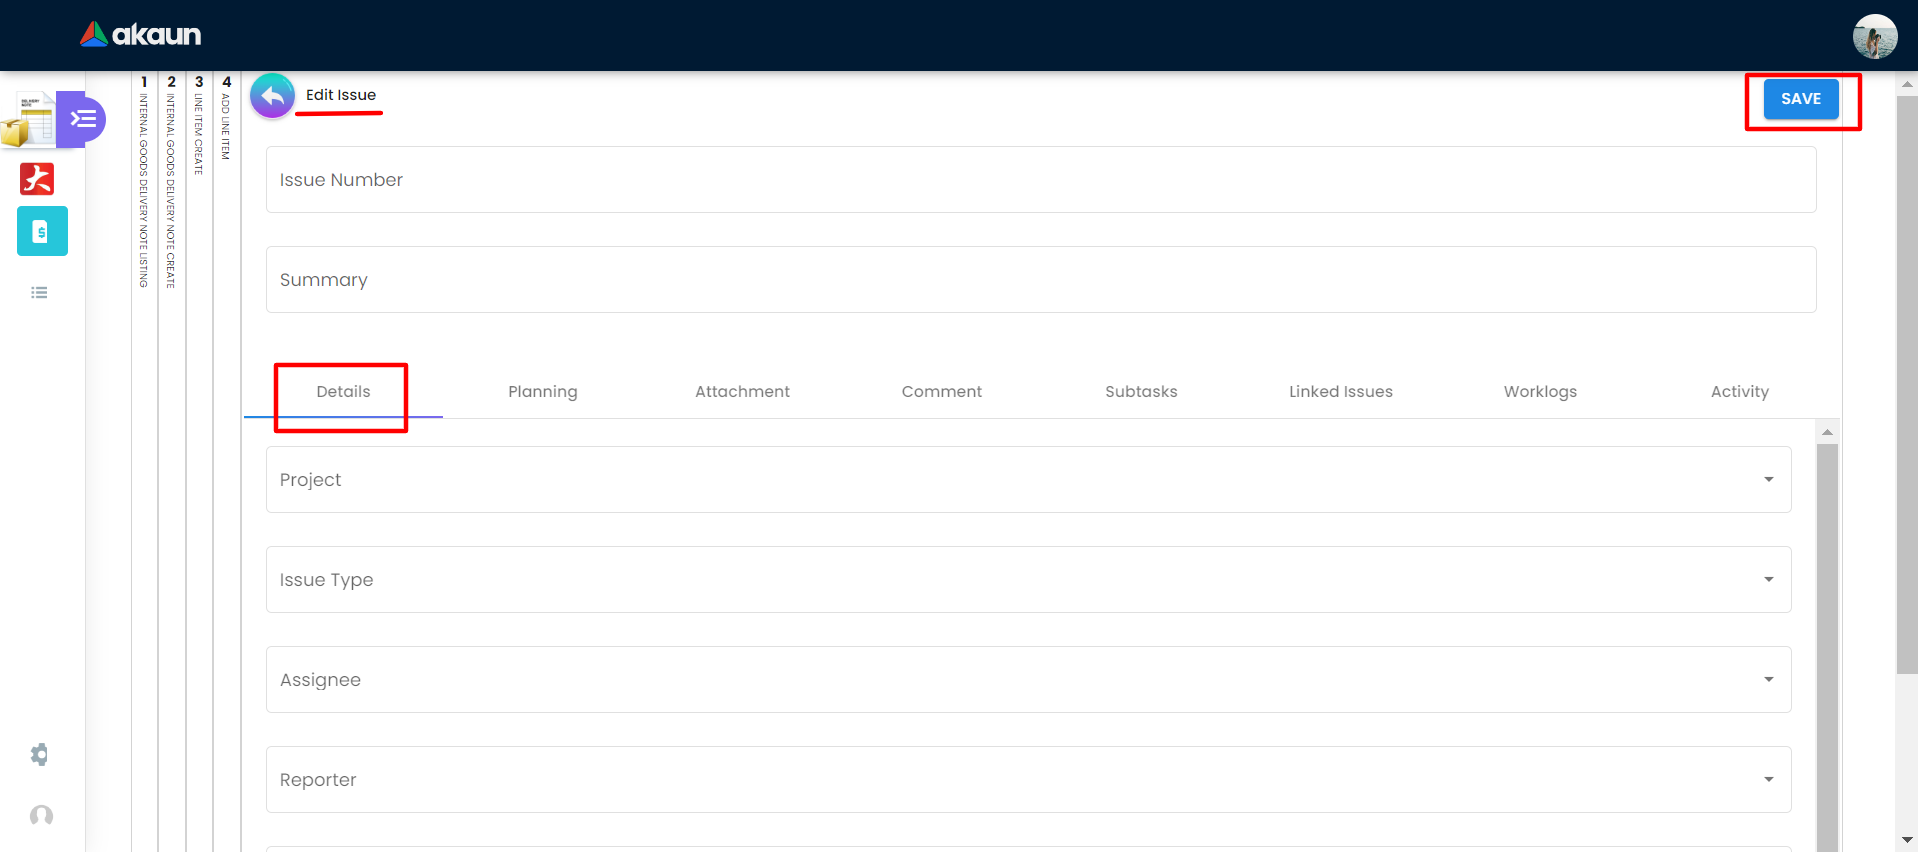 akaun
1 INTERNAL GOODS DELIVERY NOTE LISTING
2 INTERNAL GOODS DELIVERY NOTE CREATE
3 LINE ITEM CREATE
4 ADD LINE ITEM
DELIVERY
NOTE
Edit Issue
SAVE
Issue Number
Summary
Details Planning Attachment Comment Subtasks Linked Issues Worklogs Activity
Project
Issue Type
Assignee
Reporter